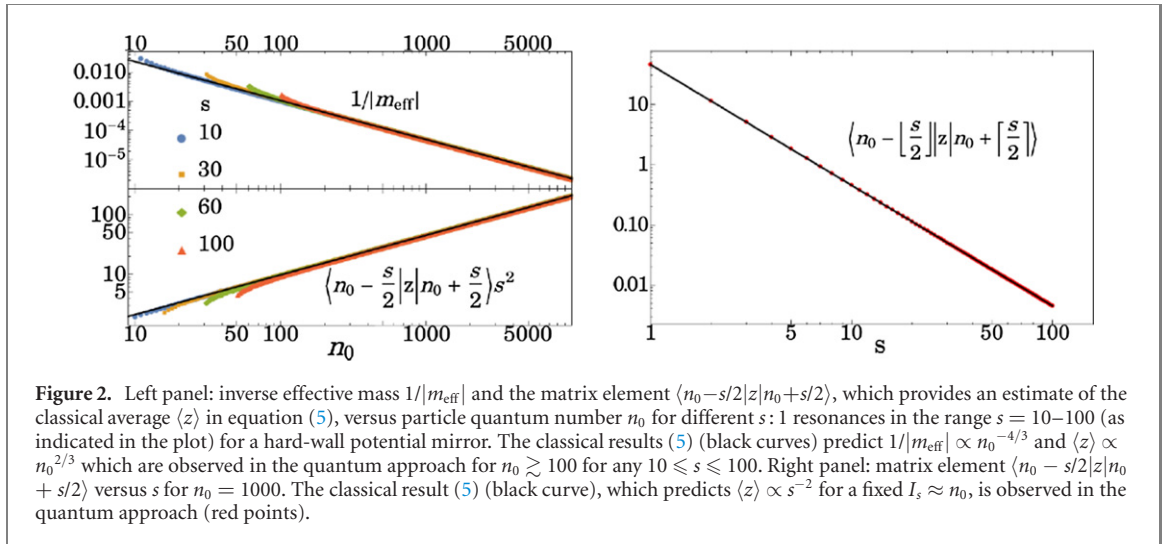 10 50 100 1000 5000
0.010
0.001
10⁻⁴
10⁻⁵
1/|m_eff|
s
10
30
60
100
100
50
10
5
⟨n₀ − s/2|z|n₀ + s/2⟩s²
10 50 100 1000 5000
n₀
10
1
0.10
0.01
⟨n₀ − ⌊s/2⌋|z|n₀ + ⌈s/2⌉⟩
1 5 10 50 100
s
Figure 2. Left panel: inverse effective mass 1/|m_eff| and the matrix element ⟨n₀−s/2|z|n₀+s/2⟩, which provides an estimate of the
classical average ⟨z⟩ in equation (5), versus particle quantum number n₀ for different s : 1 resonances in the range s = 10–100 (as
indicated in the plot) for a hard-wall potential mirror. The classical results (5) (black curves) predict 1/|m_eff| ∝ n₀⁻⁴/³ and ⟨z⟩ ∝
n₀²/³ which are observed in the quantum approach for n₀ ≳ 100 for any 10 ⩽ s ⩽ 100. Right panel: matrix element ⟨n₀ − s/2|z|n₀
+ s/2⟩ versus s for n₀ = 1000. The classical result (5) (black curve), which predicts ⟨z⟩ ∝ s⁻² for a fixed Iₛ ≈ n₀, is observed in the
quantum approach (red points).